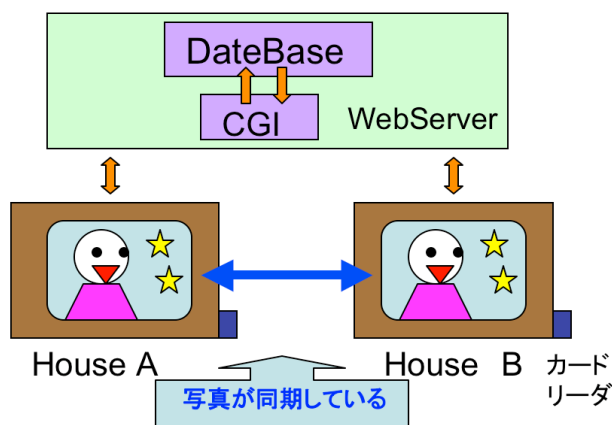 DateBase
CGI
WebServer
House A
House B
カード
リーダ
写真が同期している